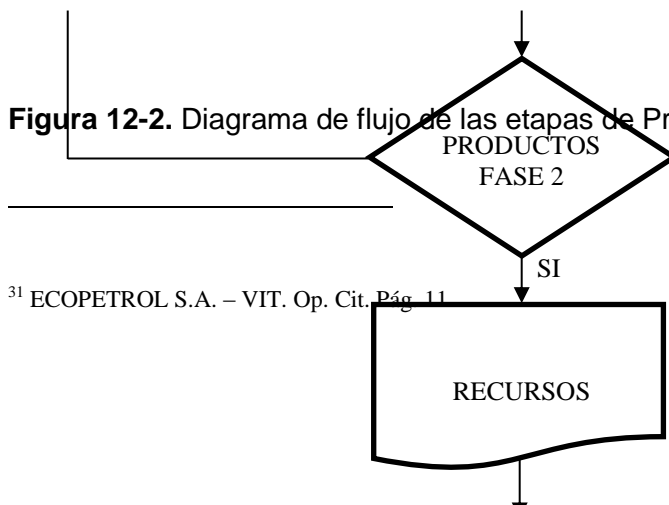 Figura 12-2. Diagrama de flujo de las etapas de Pr
PRODUCTOS
FASE 2
SI
31 ECOPETROL S.A. – VIT. Op. Cit. Pág. 11
RECURSOS